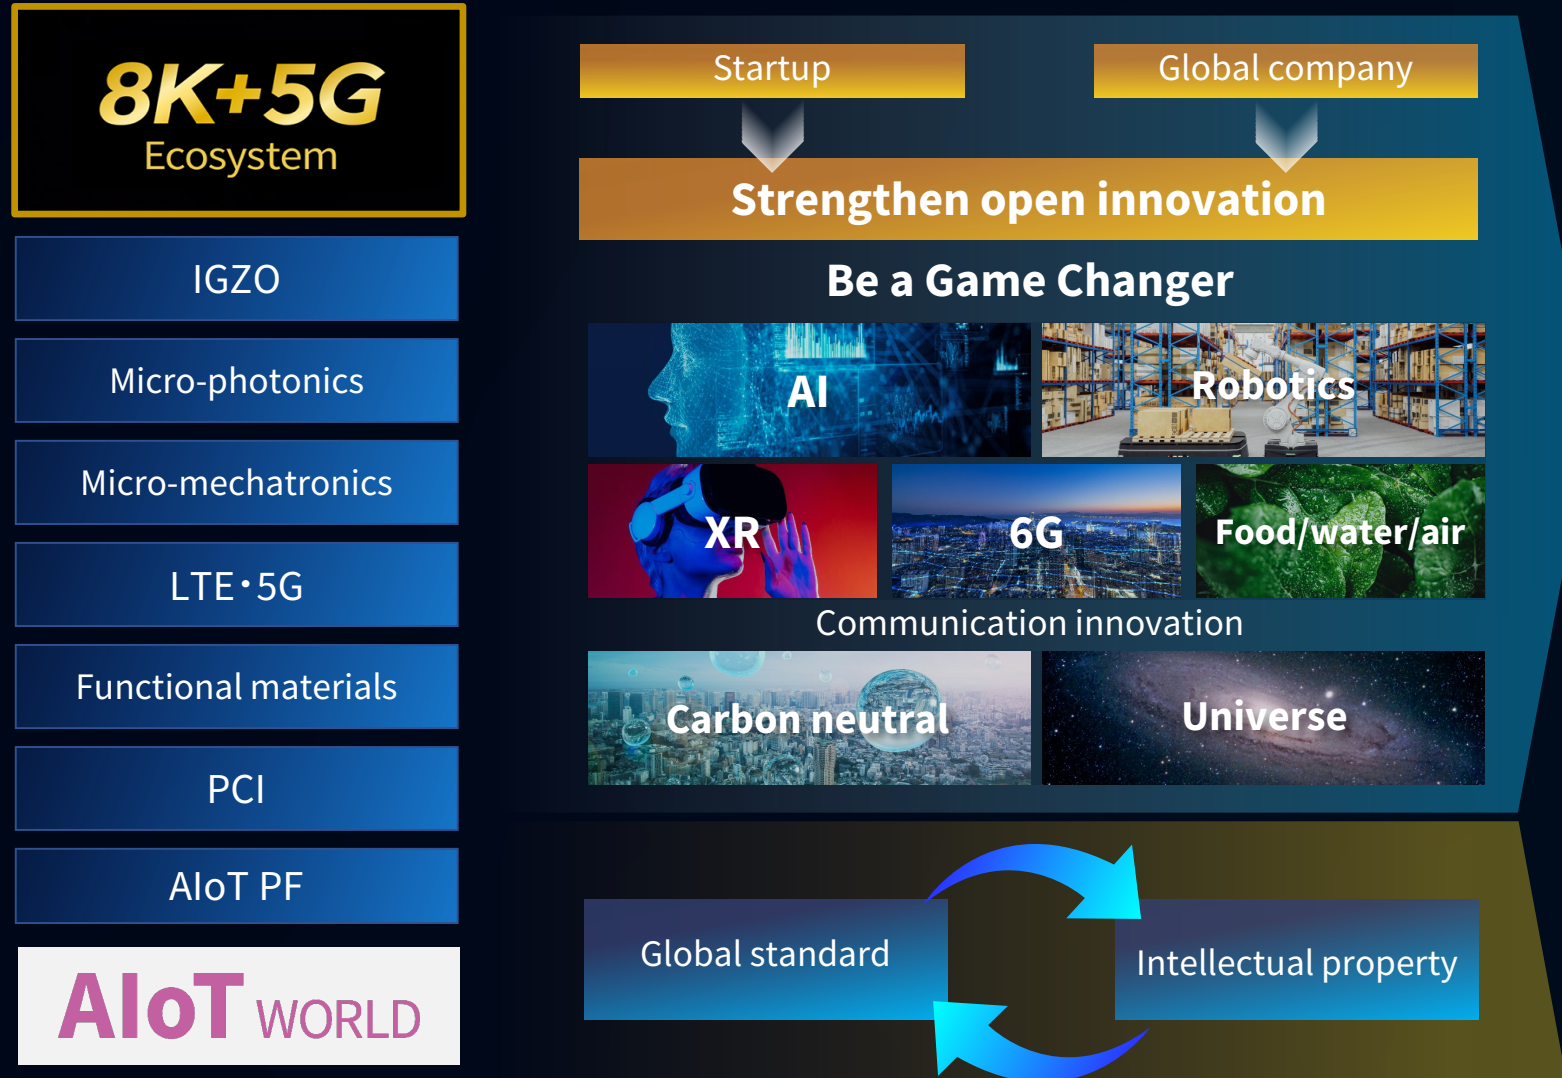 8K+5G
Ecosystem
IGZO
Micro-photonics
Micro-mechatronics
LTE・5G
Functional materials
PCI
AIoT PF
AIoT WORLD
Startup
Global company
Strengthen open innovation
Be a Game Changer
AI
Robotics
XR
6G
Food/water/air
Communication innovation
Carbon neutral
Universe
Global standard
Intellectual property